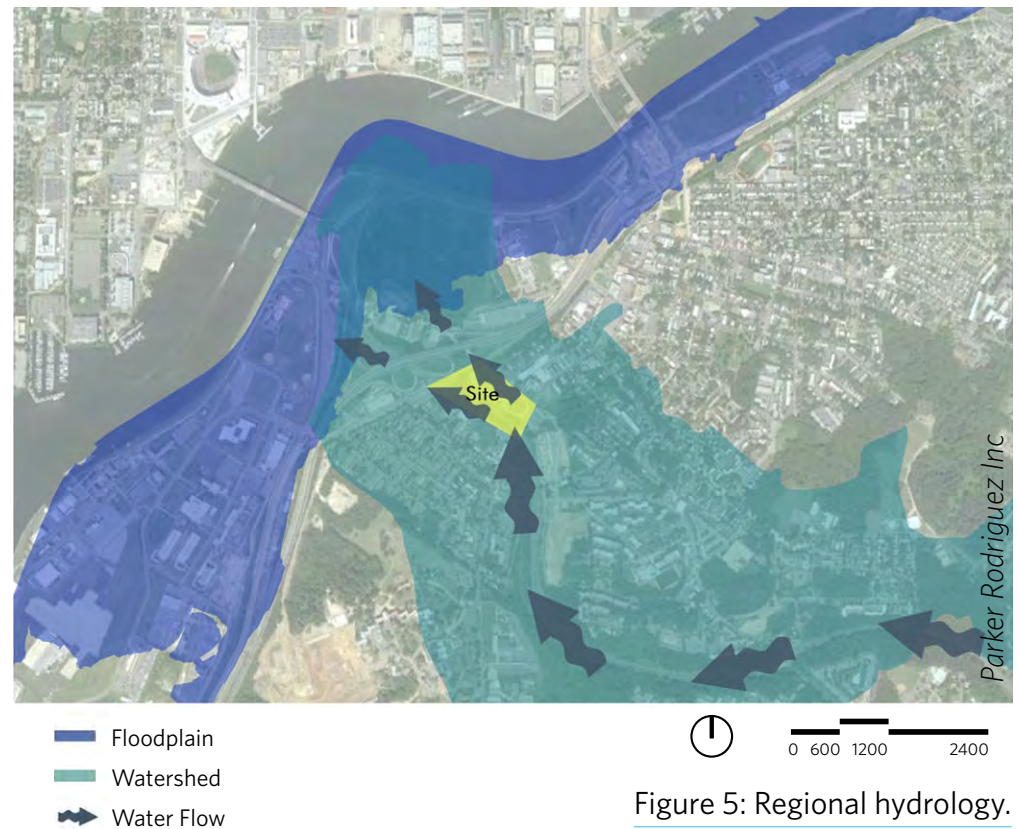 Site
Parker Rodriguez Inc
Floodplain
Watershed
Water Flow
0 600 1200 2400
Figure 5: Regional hydrology.